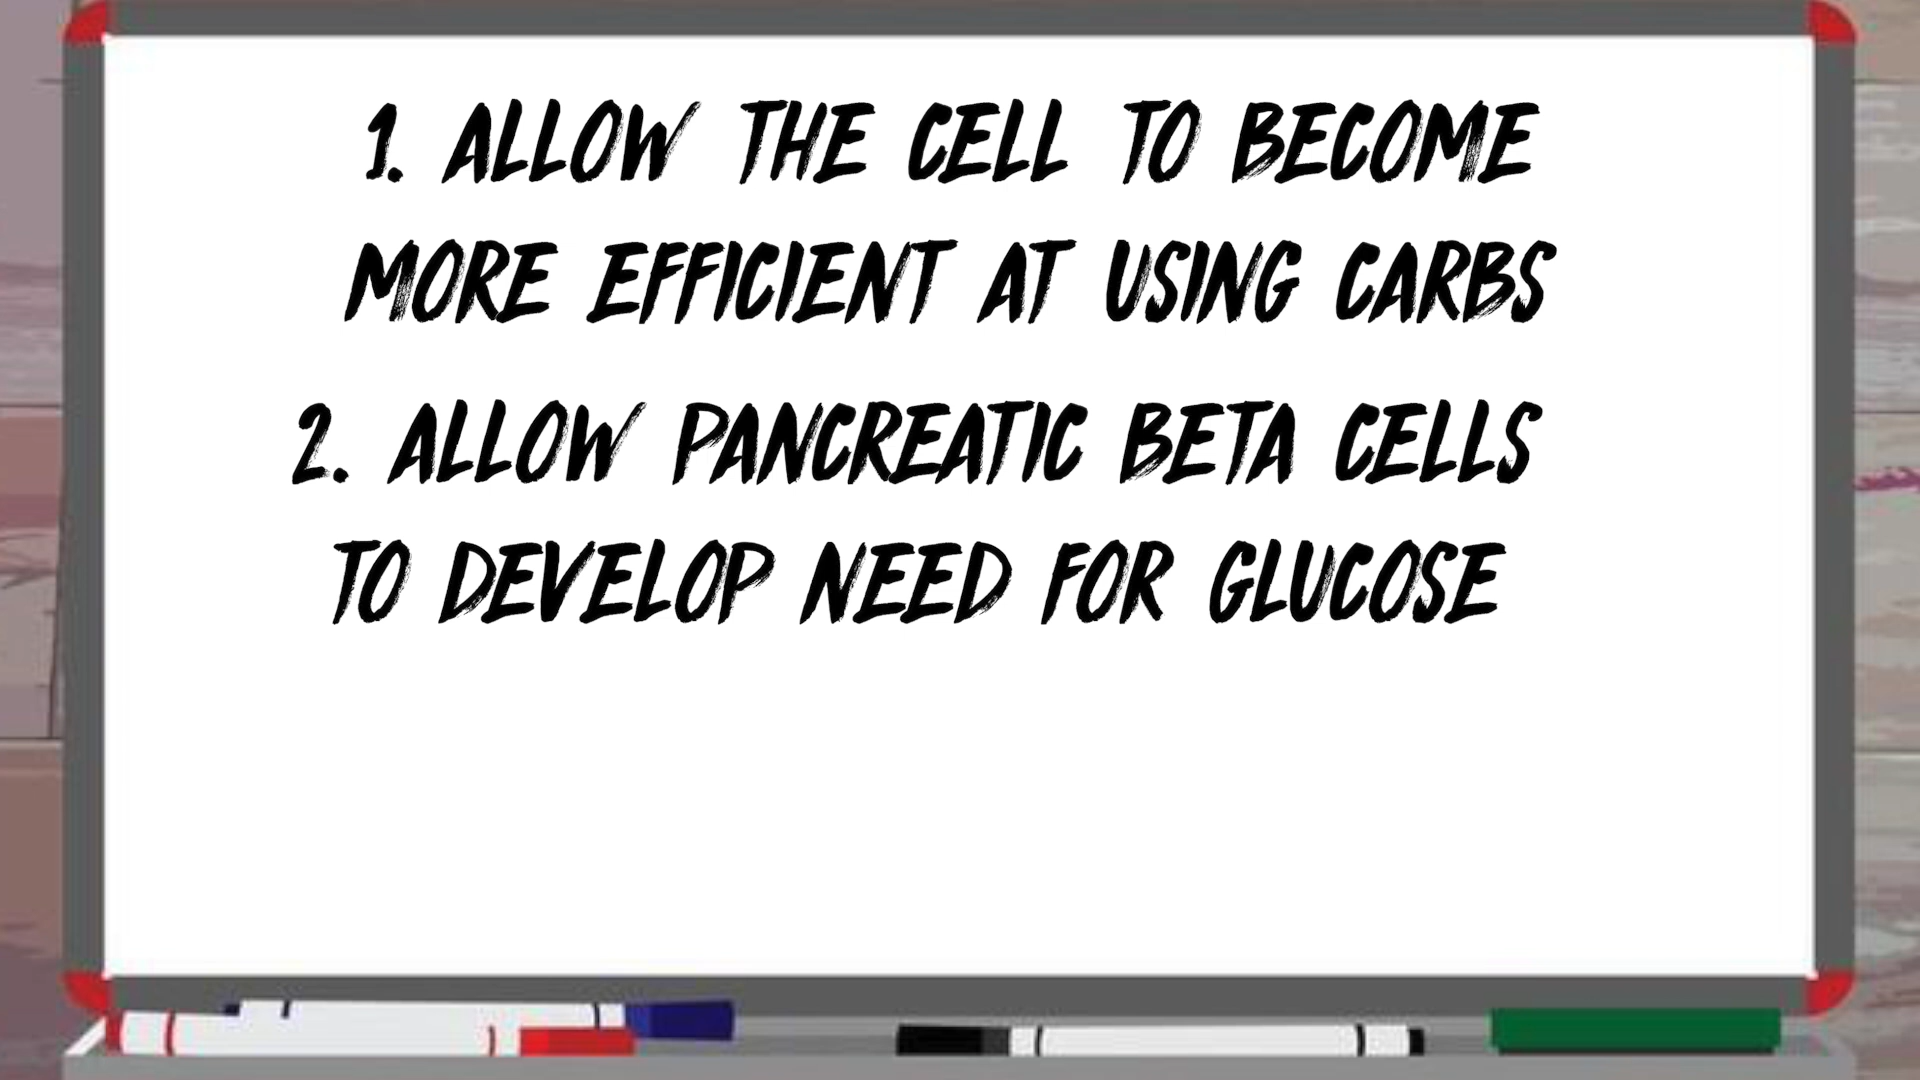 1. ALLOW THE CELL TO BECOME
MORE EFFICIENT AT USING CARBS
2. ALLOW PANCREATIC BETA CELLS
TO DEVELOP NEED FOR GLUCOSE